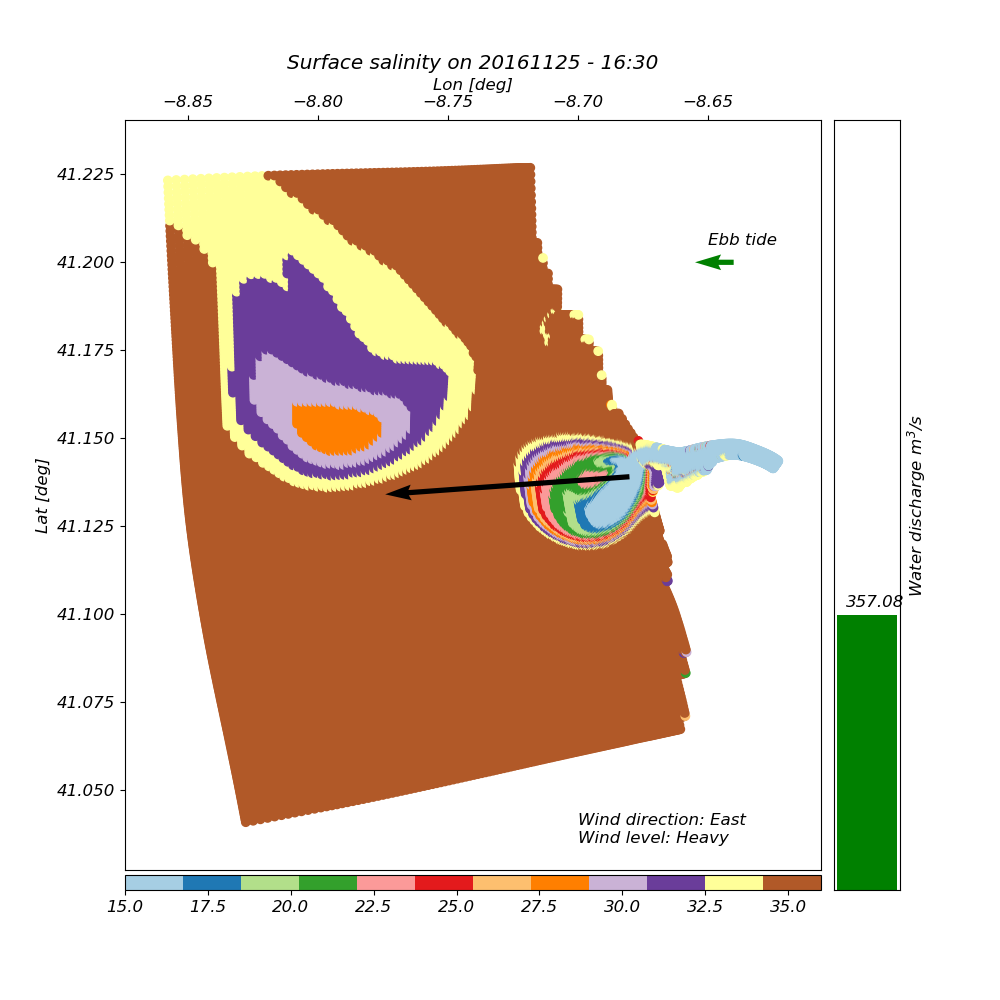 Surface salinity on 20161125 - 16:30
Lon [deg]
−8.85 −8.80 −8.75 −8.70 −8.65
41.225
41.200
41.175
41.150
41.125
41.100
41.075
41.050
Lat [deg]
Ebb tide
Wind direction: East
Wind level: Heavy
357.08
Water discharge m³/s
15.0 17.5 20.0 22.5 25.0 27.5 30.0 32.5 35.0